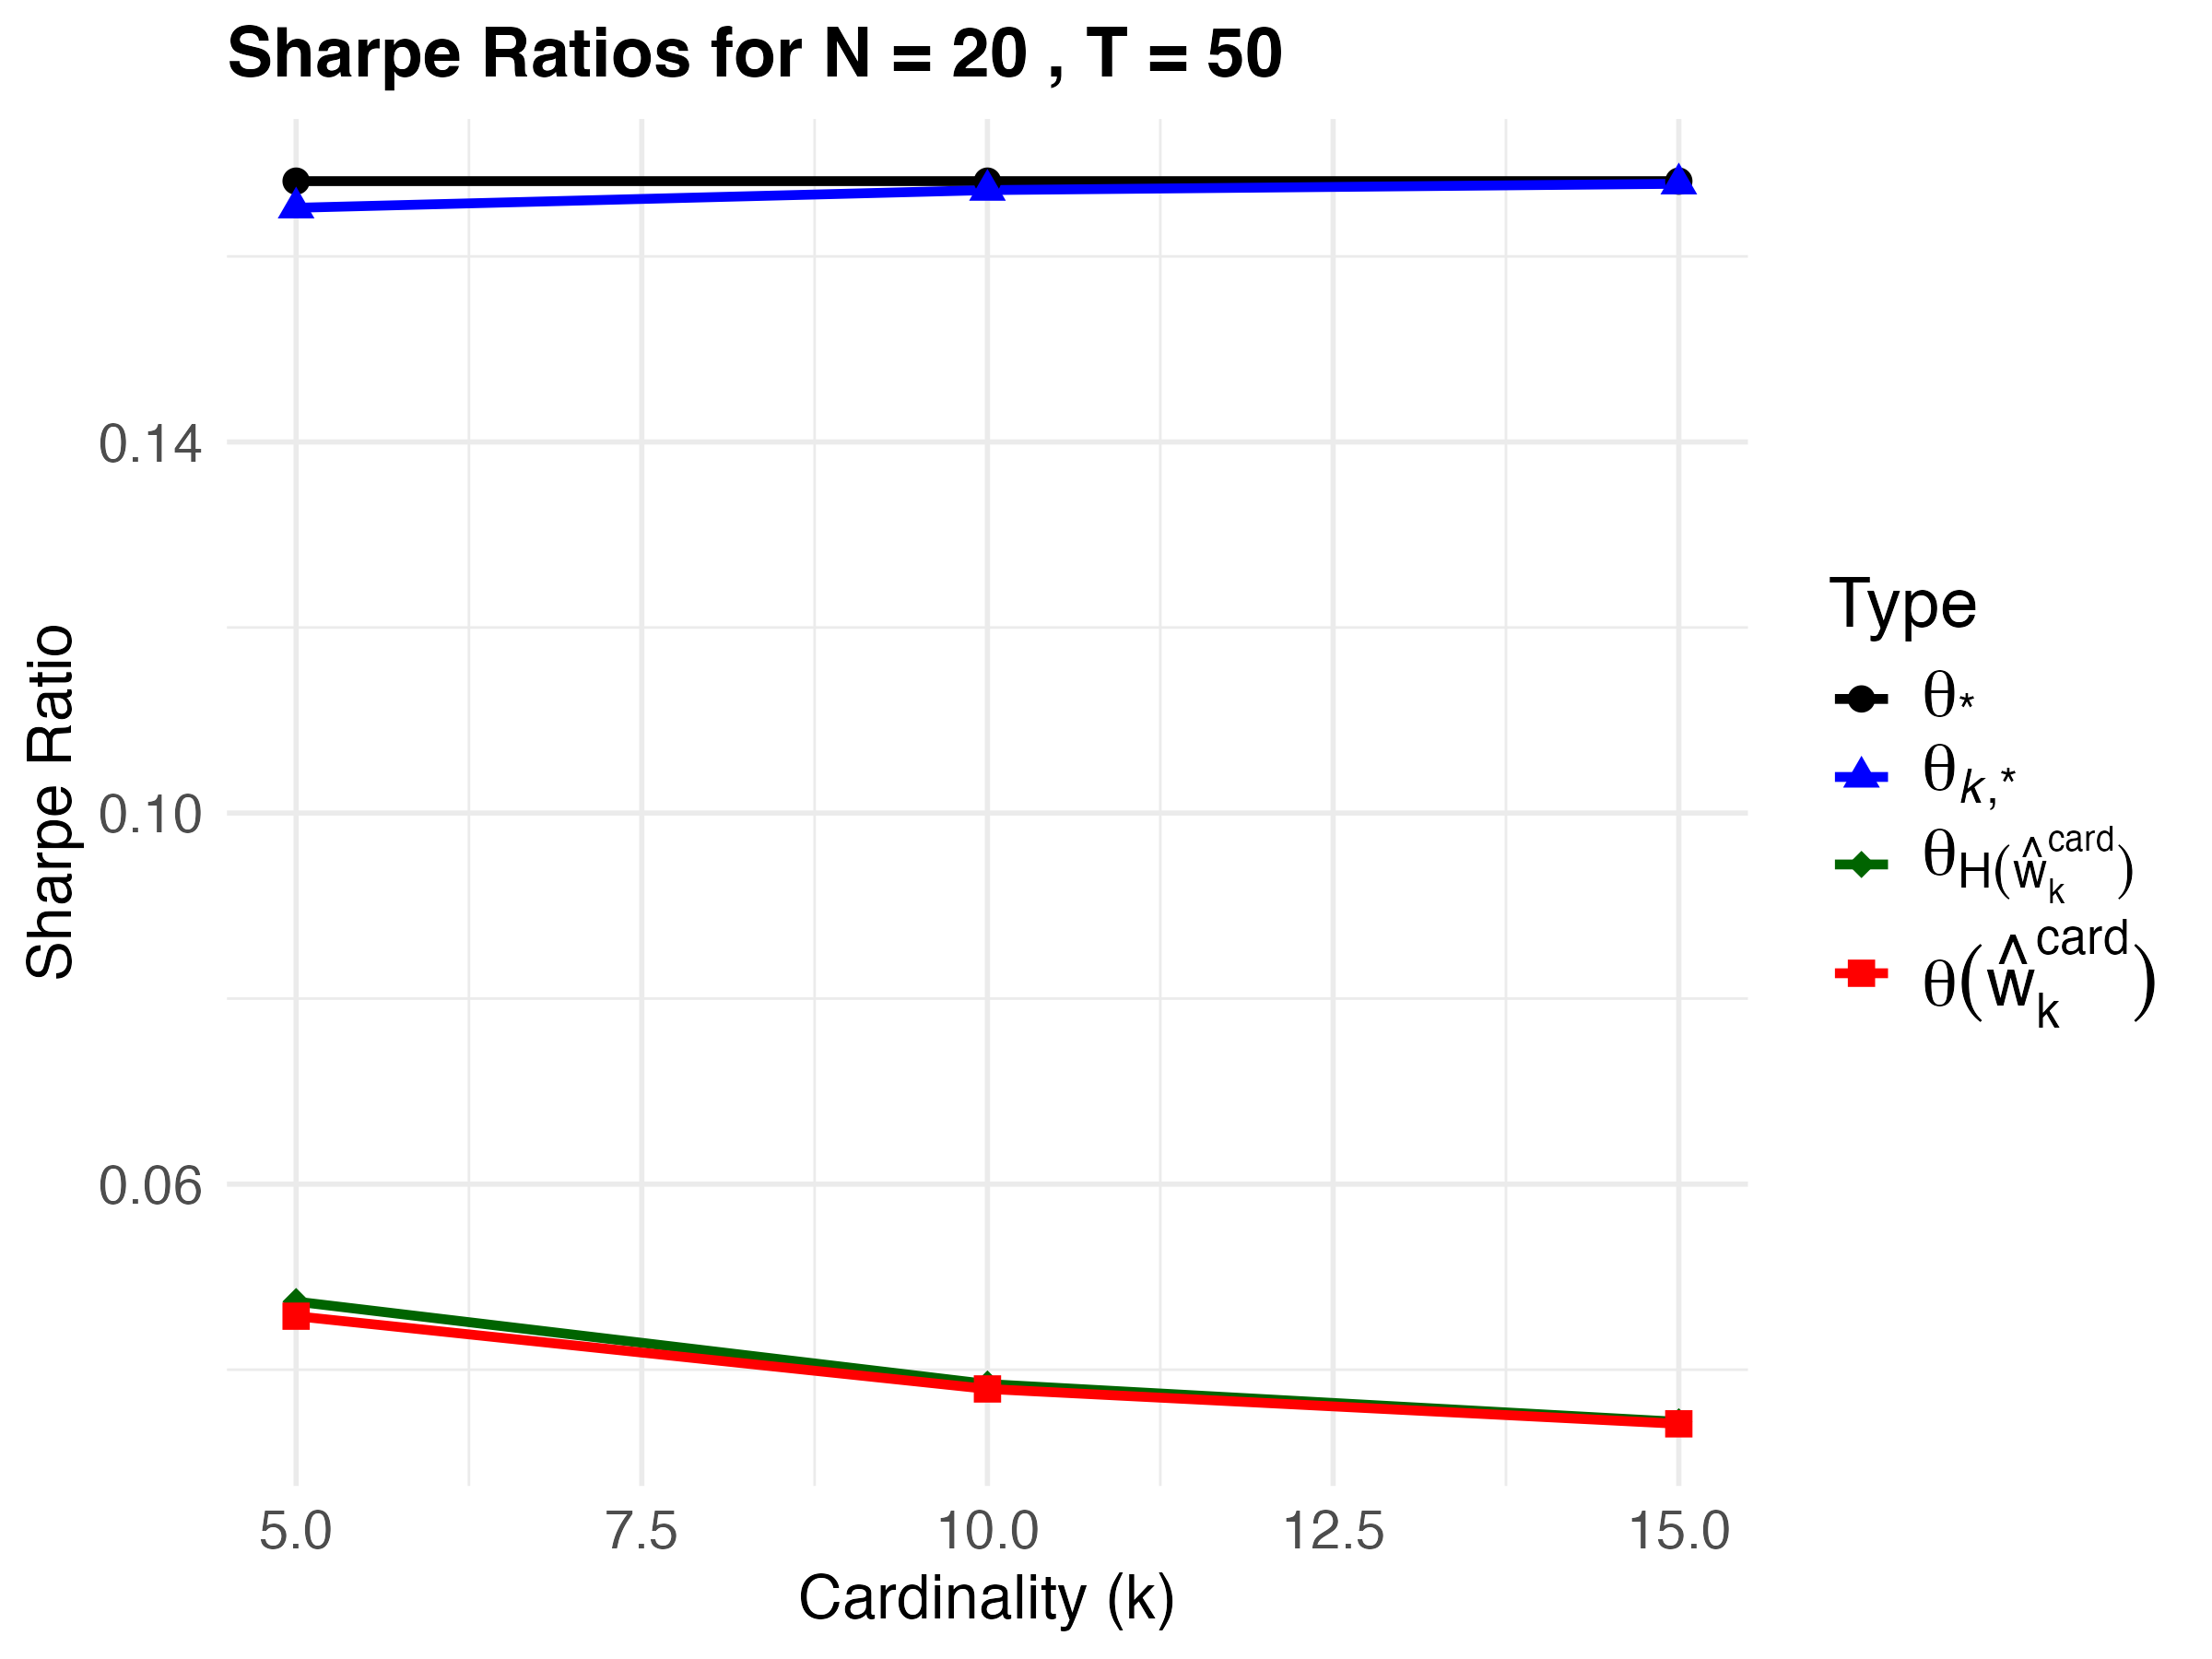 Sharpe Ratios for N = 20 , T = 50
Sharpe Ratio
0.14
0.10
0.06
5.0 7.5 10.0 12.5 15.0
Cardinality (k)
Type
θ*
θk,*
θH(ŵkcard)
θ(ŵkcard)